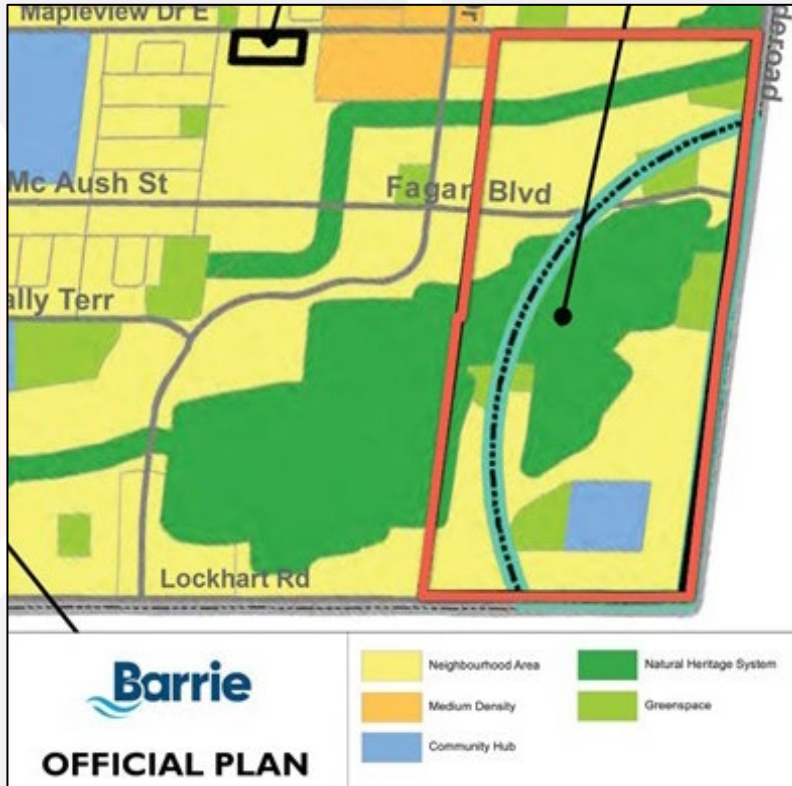 Mapleview Dr E
deroad
Mc Aush St
Fagan Blvd
ally Terr
Lockhart Rd
Barrie
OFFICIAL PLAN
Neighbourhood Area
Medium Density
Community Hub
Natural Heritage System
Greenspace